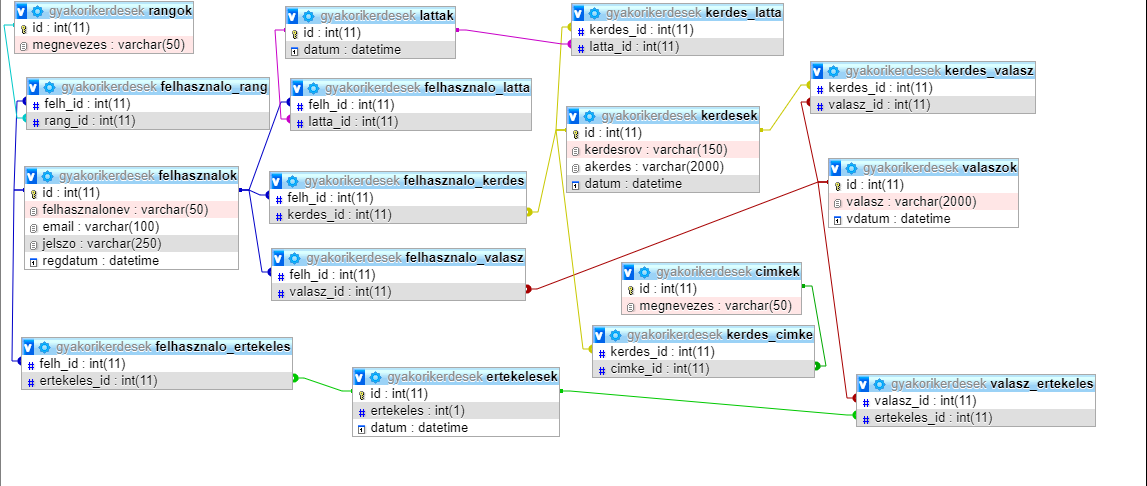 gyakorikerdesek rangok
id : int(11)
megnevezes : varchar(50)
gyakorikerdesek lattak
id : int(11)
datum : datetime
gyakorikerdesek kerdes_latta
kerdes_id : int(11)
latta_id : int(11)
gyakorikerdesek felhasznalo_rang
felh_id : int(11)
rang_id : int(11)
gyakorikerdesek felhasznalo_latta
felh_id : int(11)
latta_id : int(11)
gyakorikerdesek kerdesek
id : int(11)
kerdesrov : varchar(150)
akerdes : varchar(2000)
datum : datetime
gyakorikerdesek kerdes_valasz
kerdes_id : int(11)
valasz_id : int(11)
gyakorikerdesek felhasznalok
id : int(11)
felhasznalonev : varchar(50)
email : varchar(100)
jelszo : varchar(250)
regdatum : datetime
gyakorikerdesek felhasznalo_kerdes
felh_id : int(11)
kerdes_id : int(11)
gyakorikerdesek valaszok
id : int(11)
valasz : varchar(2000)
vdatum : datetime
gyakorikerdesek felhasznalo_valasz
felh_id : int(11)
valasz_id : int(11)
gyakorikerdesek cimkek
id : int(11)
megnevezes : varchar(50)
gyakorikerdesek kerdes_cimke
kerdes_id : int(11)
cimke_id : int(11)
gyakorikerdesek felhasznalo_ertekeles
felh_id : int(11)
ertekeles_id : int(11)
gyakorikerdesek ertekelesek
id : int(11)
ertekeles : int(1)
datum : datetime
gyakorikerdesek valasz_ertekeles
valasz_id : int(11)
ertekeles_id : int(11)